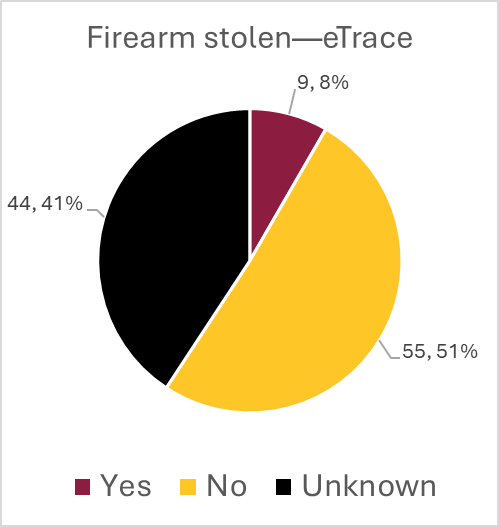 Firearm stolen—eTrace
9, 8%
44, 41%
55, 51%
Yes No Unknown